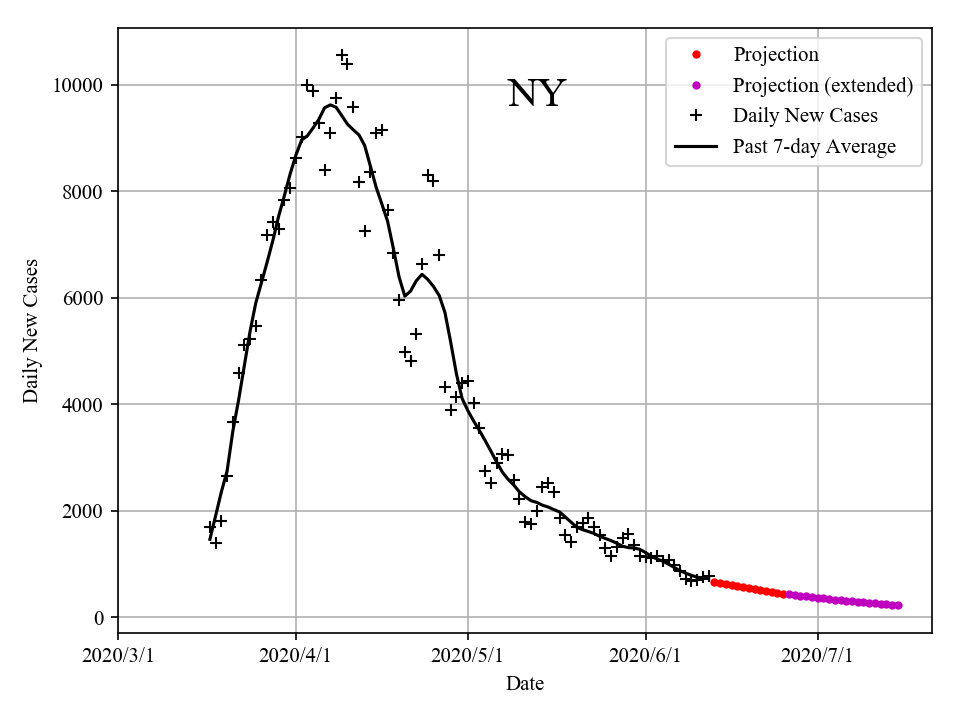 NY
Projection
Projection (extended)
Daily New Cases
Past 7-day Average
Daily New Cases
10000
8000
6000
4000
2000
0
2020/3/1 2020/4/1 2020/5/1 2020/6/1 2020/7/1
Date